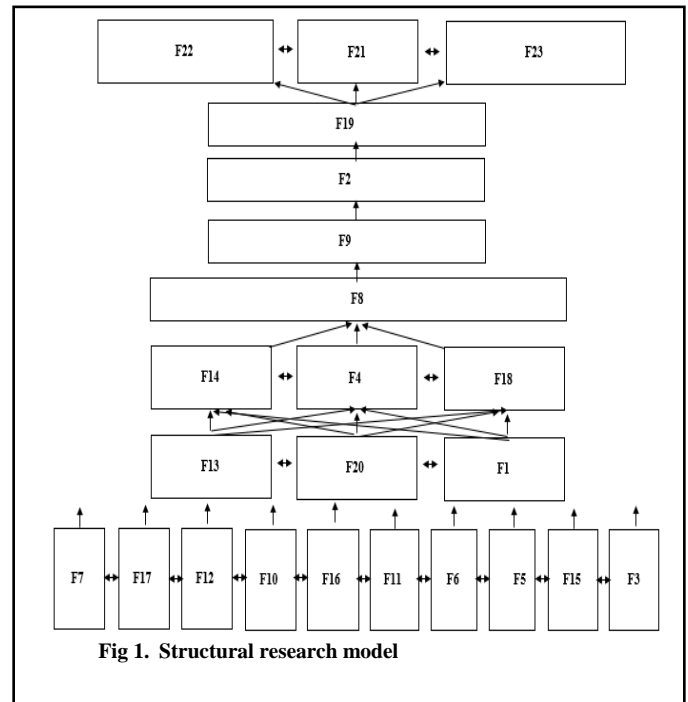 F22 F21 F23
F19
F2
F9
F8
F14 F4 F18
F13 F20 F1
F7 F17 F12 F10 F16 F11 F6 F5 F15 F3
Fig 1. Structural research model